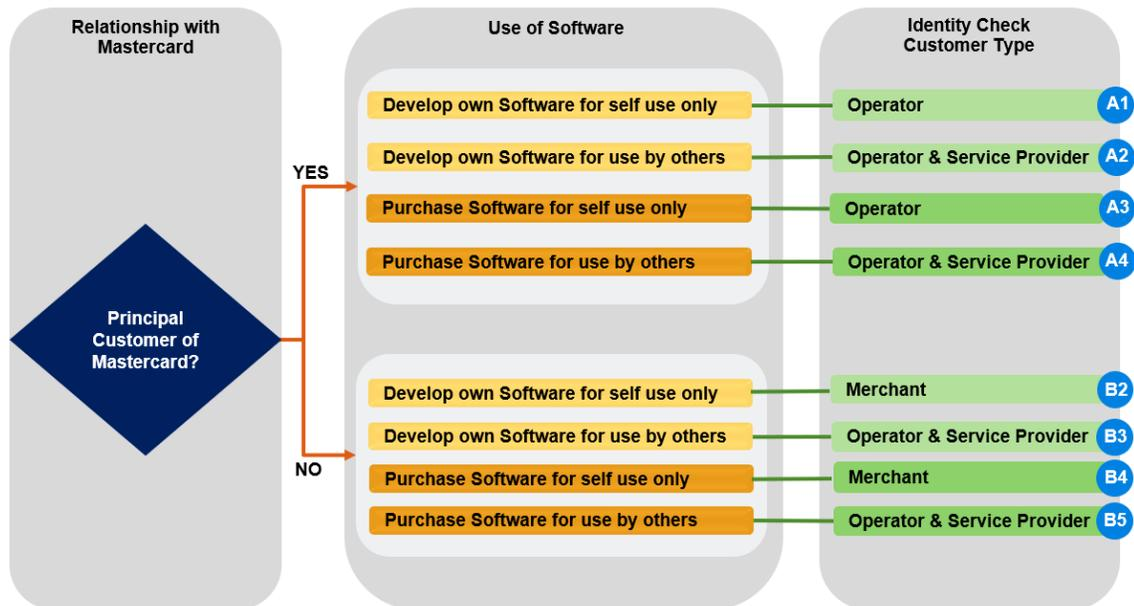 Relationship with
Mastercard
Use of Software
Identity Check
Customer Type
Principal
Customer of
Mastercard?
YES
Develop own Software for self use only
Operator
A1
Develop own Software for use by others
Operator & Service Provider
A2
Purchase Software for self use only
Operator
A3
Purchase Software for use by others
Operator & Service Provider
A4
NO
Develop own Software for self use only
Merchant
B2
Develop own Software for use by others
Operator & Service Provider
B3
Purchase Software for self use only
Merchant
B4
Purchase Software for use by others
Operator & Service Provider
B5